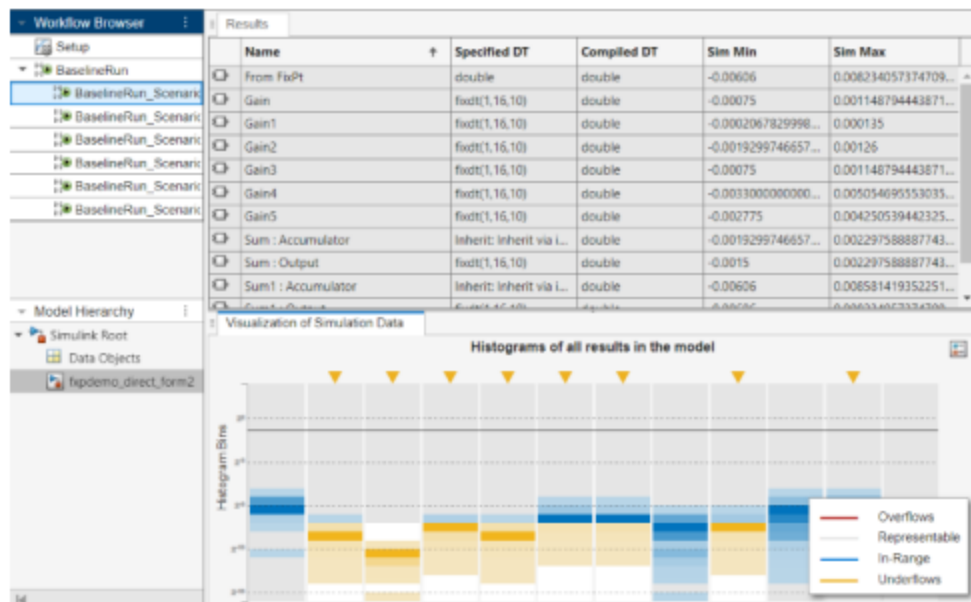 Workflow Browser
Setup
BaselineRun
BaselineRun_Scenaric
BaselineRun_Scenaric
BaselineRun_Scenaric
BaselineRun_Scenaric
BaselineRun_Scenaric
BaselineRun_Scenaric
Model Hierarchy
Simulink Root
Data Objects
fxpdemo_direct_form2
Results
Name Specified DT Compiled DT Sim Min Sim Max
From FixPt double double -0.00606 0.008234057374709...
Gain fixdt(1,16,10) double -0.00075 0.001148794443871...
Gain1 fixdt(1,16,10) double -0.0002067829998... 0.000135
Gain2 fixdt(1,16,10) double -0.0019299746657... 0.00126
Gain3 fixdt(1,16,10) double -0.00075 0.001148794443871...
Gain4 fixdt(1,16,10) double -0.0033000000000... 0.005054695553035...
Gain5 fixdt(1,16,10) double -0.002775 0.004250539442325...
Sum : Accumulator Inherit: Inherit via i... double -0.0019299746657... 0.002297588887743...
Sum : Output fixdt(1,16,10) double -0.0015 0.002297588887743...
Sum1 : Accumulator Inherit: Inherit via i... double -0.00606 0.008581419352251...
Visualization of Simulation Data
Histograms of all results in the model
Histogram Bins
Overflows
Representable
In-Range
Underflows